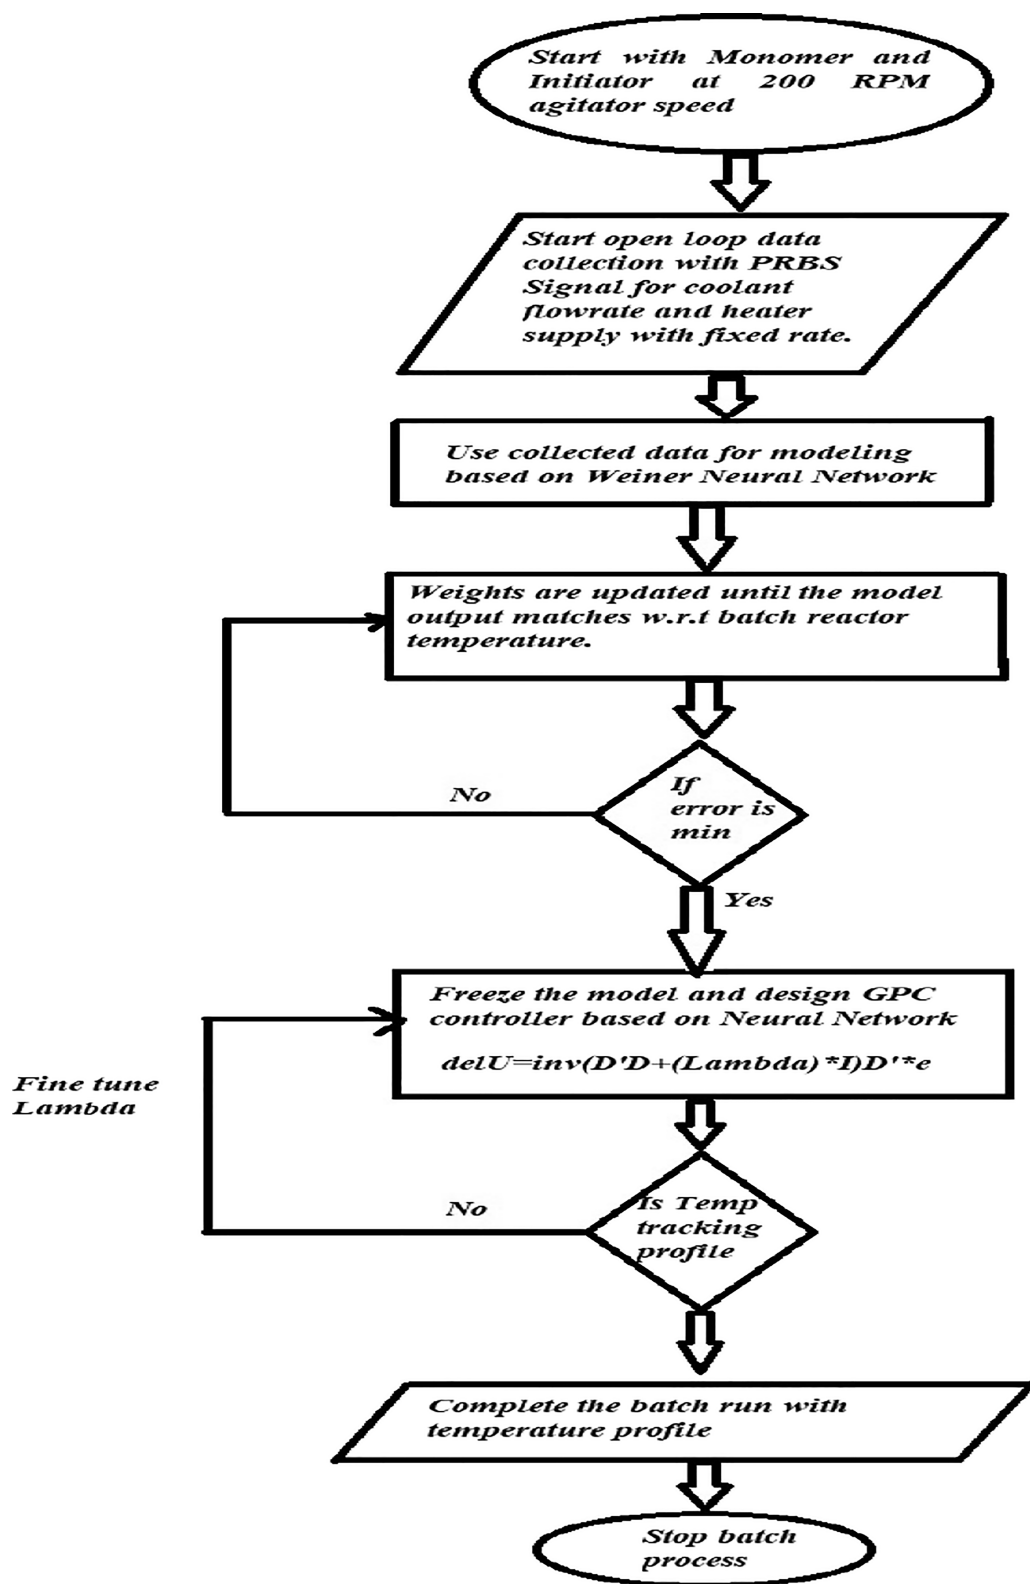 Start with Monomer and
Initiator at 200 RPM
agitator speed
Start open loop data
collection with PRBS
Signal for coolant
flowrate and heater
supply with fixed rate.
Use collected data for modeling
based on Weiner Neural Network
Weights are updated until the model
output matches w.r.t batch reactor
temperature.
If
error is
min
No
Yes
Freeze the model and design GPC
controller based on Neural Network
delU=inv(D'D+(Lambda)*I)D'*e
Fine tune
Lambda
Is Temp
tracking
profile
No
Complete the batch run with
temperature profile
Stop batch
process